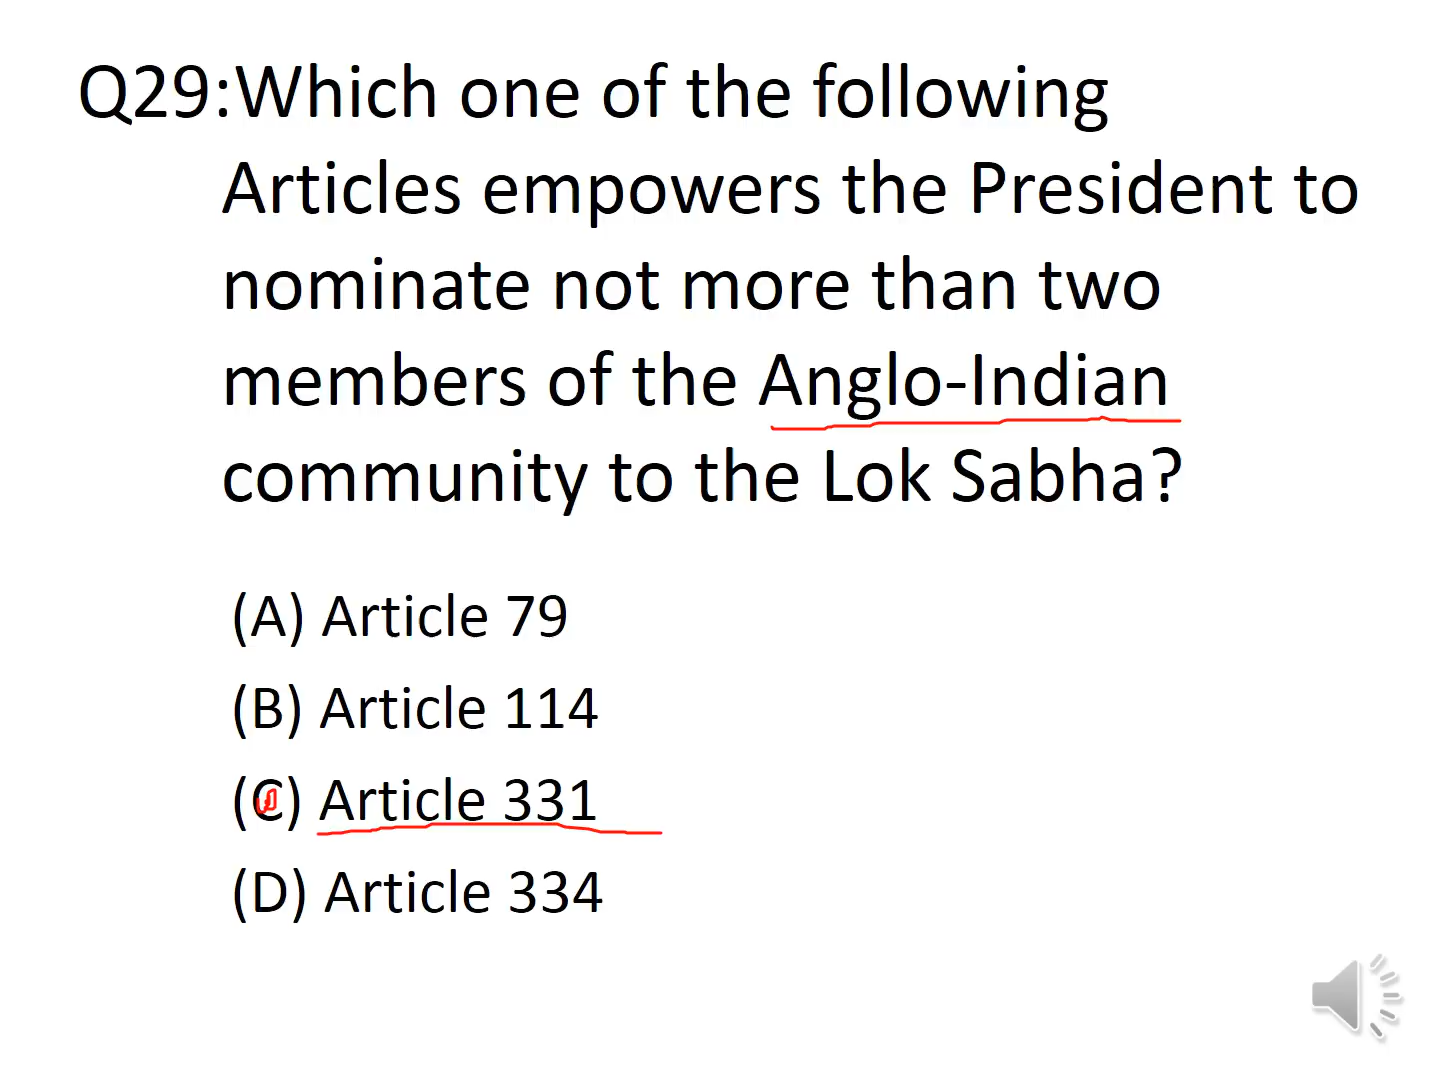 Q29:Which one of the following
Articles empowers the President to
nominate not more than two
members of the Anglo-Indian
community to the Lok Sabha?
(A) Article 79
(B) Article 114
(C) Article 331
(D) Article 334